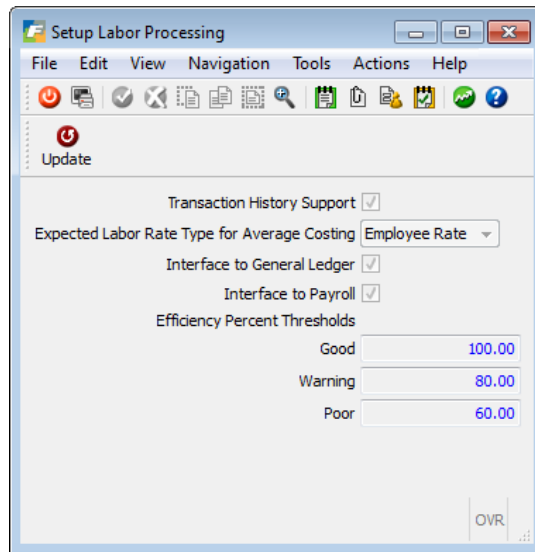 Setup Labor Processing
File Edit View Navigation Tools Actions Help
Update
Transaction History Support
Expected Labor Rate Type for Average Costing Employee Rate
Interface to General Ledger
Interface to Payroll
Efficiency Percent Thresholds
Good 100.00
Warning 80.00
Poor 60.00
OVR